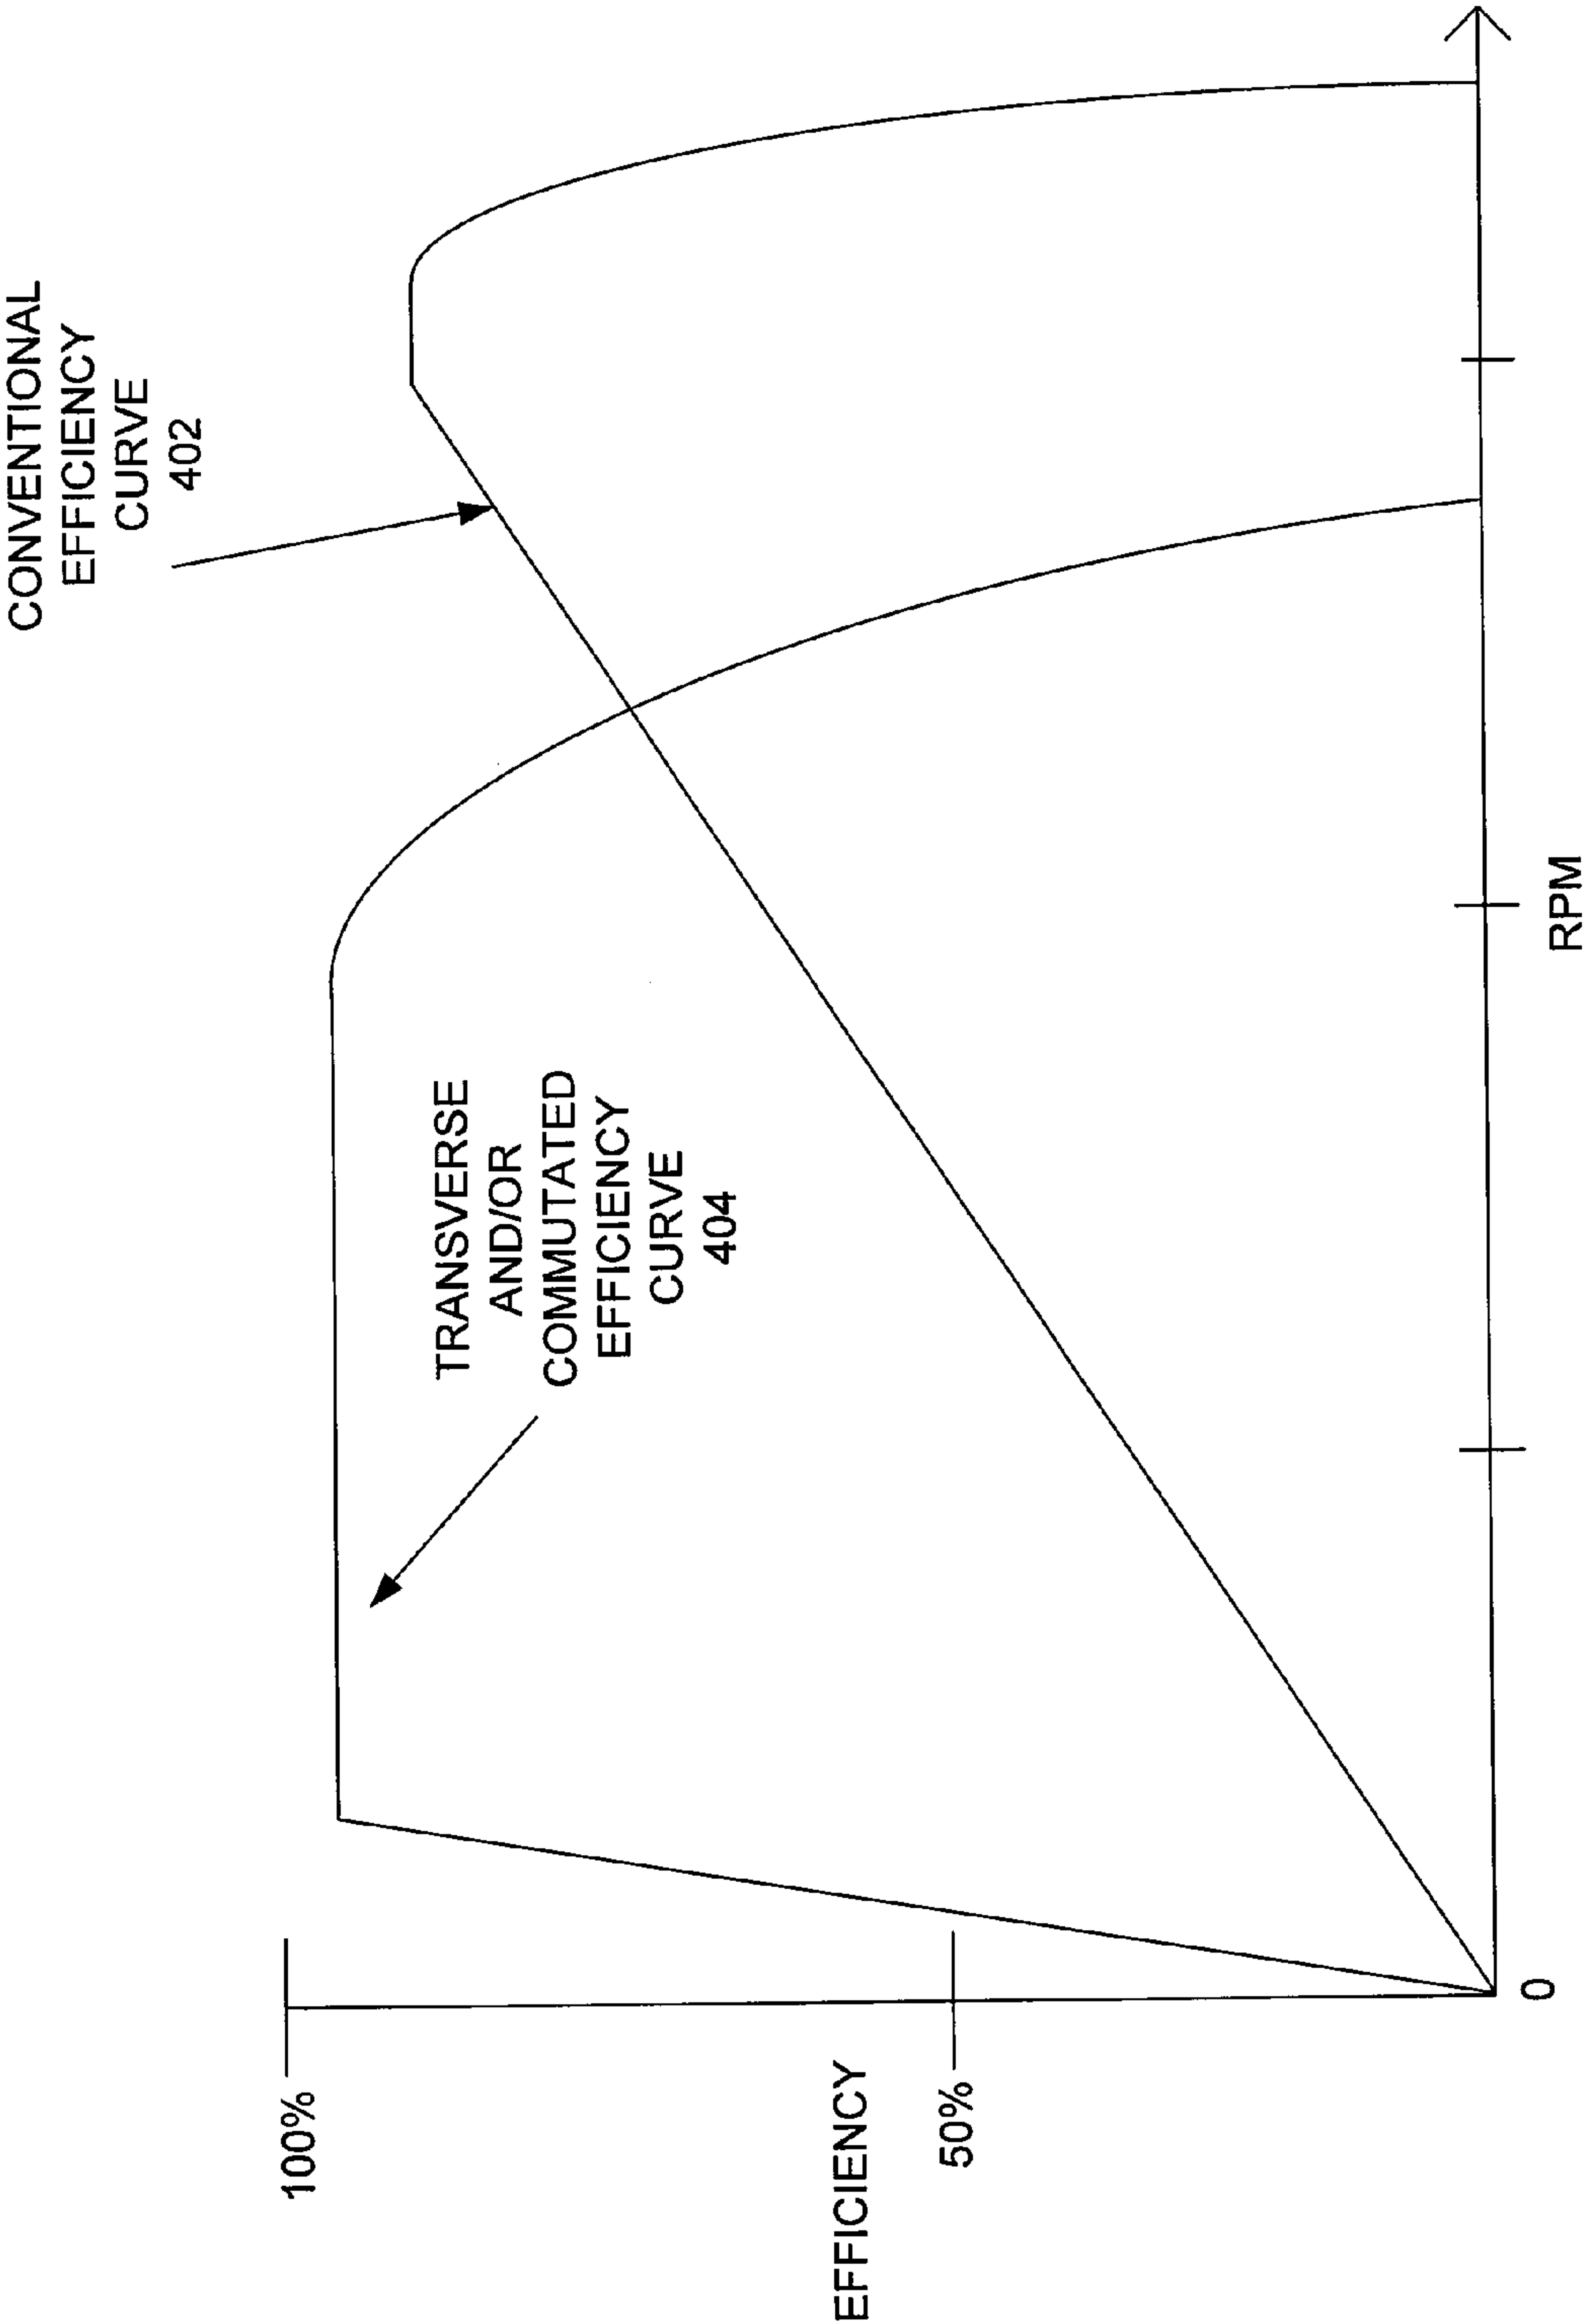 CONVENTIONAL
EFFICIENCY
CURVE
402
TRANSVERSE
AND/OR
COMMUTATED
EFFICIENCY
CURVE
404
100%
EFFICIENCY
50%
0
RPM